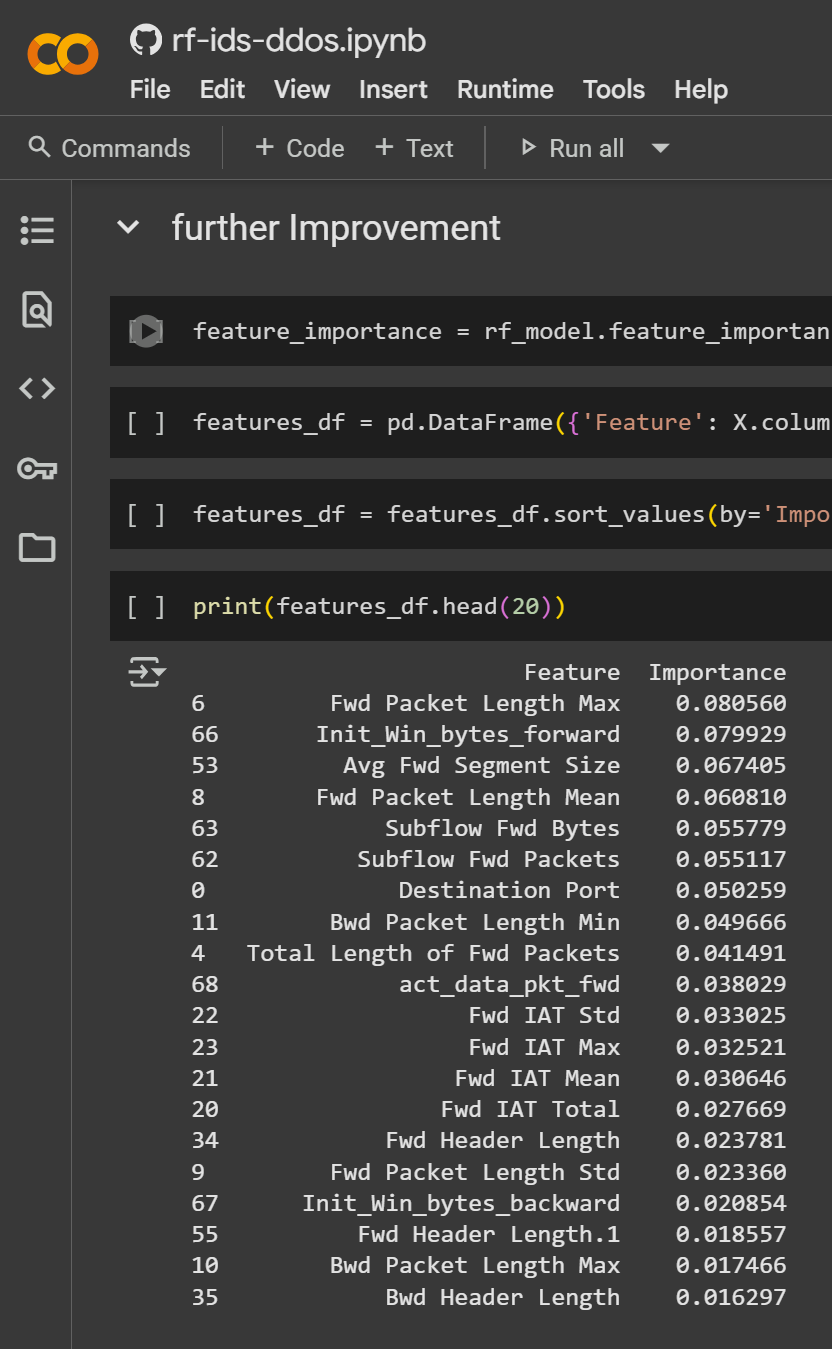 rf-ids-ddos.ipynb
File Edit View Insert Runtime Tools Help
Commands + Code + Text Run all
further Improvement
feature_importance = rf_model.feature_importan
[ ] features_df = pd.DataFrame({'Feature': X.colum
[ ] features_df = features_df.sort_values(by='Impo
[ ] print(features_df.head(20))
Feature Importance
6 Fwd Packet Length Max 0.080560
66 Init_Win_bytes_forward 0.079929
53 Avg Fwd Segment Size 0.067405
8 Fwd Packet Length Mean 0.060810
63 Subflow Fwd Bytes 0.055779
62 Subflow Fwd Packets 0.055117
0 Destination Port 0.050259
11 Bwd Packet Length Min 0.049666
4 Total Length of Fwd Packets 0.041491
68 act_data_pkt_fwd 0.038029
22 Fwd IAT Std 0.033025
23 Fwd IAT Max 0.032521
21 Fwd IAT Mean 0.030646
20 Fwd IAT Total 0.027669
34 Fwd Header Length 0.023781
9 Fwd Packet Length Std 0.023360
67 Init_Win_bytes_backward 0.020854
55 Fwd Header Length.1 0.018557
10 Bwd Packet Length Max 0.017466
35 Bwd Header Length 0.016297